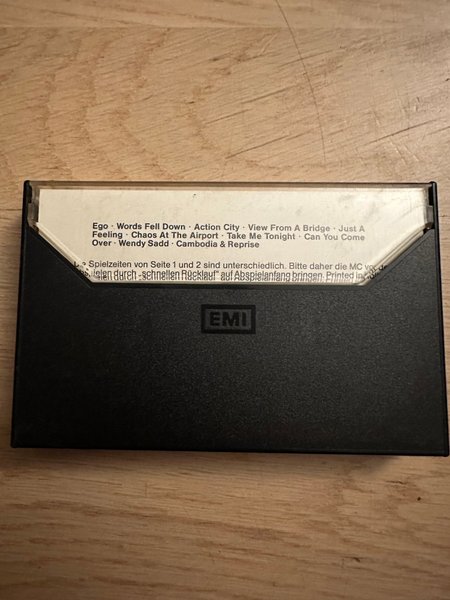 Ego · Words Fell Down · Action City · View From A Bridge · Just A
Feeling · Chaos At The Airport · Take Me Tonight · Can You Come
Over · Wendy Sadd · Cambodia & Reprise
Spielzeiten von Seite 1 und 2 sind unterschiedlich. Bitte daher die MC
durch „schnellen Rücklauf" auf Abspielanfang bringen. Printed in
EMI